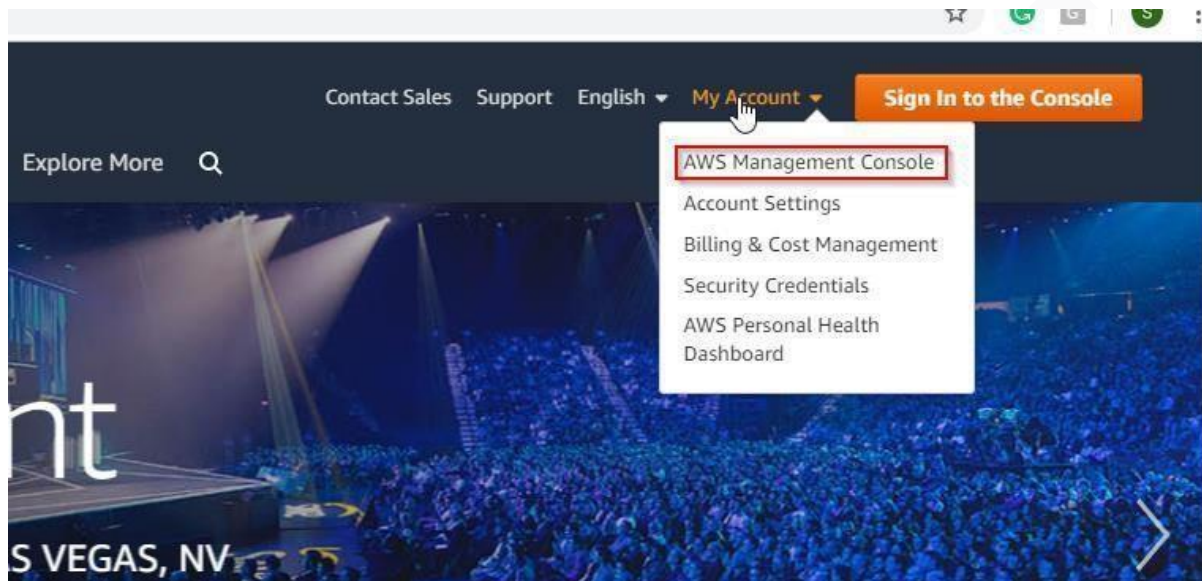 Contact Sales Support English My Account Sign In to the Console
Explore More
AWS Management Console
Account Settings
Billing & Cost Management
Security Credentials
AWS Personal Health
Dashboard
nt
S VEGAS, NV